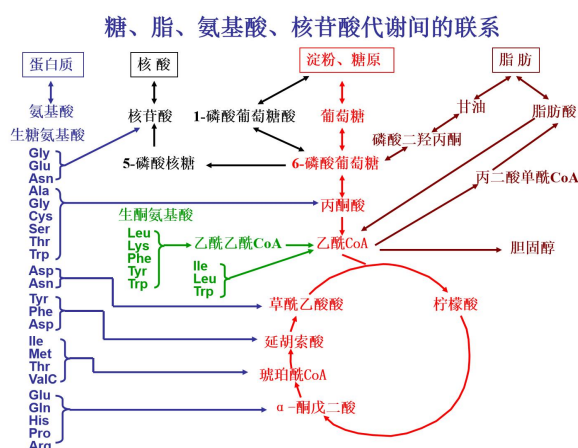 糖、脂、氨基酸、核苷酸代谢间的联系
蛋白质 核酸 淀粉、糖原 脂肪
氨基酸 核苷酸 1-磷酸葡萄糖酸 葡萄糖 甘油 脂肪酸
生糖氨基酸
磷酸二羟丙酮
Gly
Glu
Asn
5-磷酸核糖 6-磷酸葡萄糖
丙二酸单酰CoA
Ala
Gly
Cys
Ser
Thr
Trp
丙酮酸
生酮氨基酸
Leu
Lys
Phe
Tyr
Trp
乙酰乙酰CoA 乙酰CoA 胆固醇
Ile
Leu
Trp
Asp
Asn
草酰乙酸酸 柠檬酸
Tyr
Phe
Asp
延胡索酸
Ile
Met
Thr
ValC
琥珀酰CoA
Glu
Gln
His
Pro
Arg
α-酮戊二酸